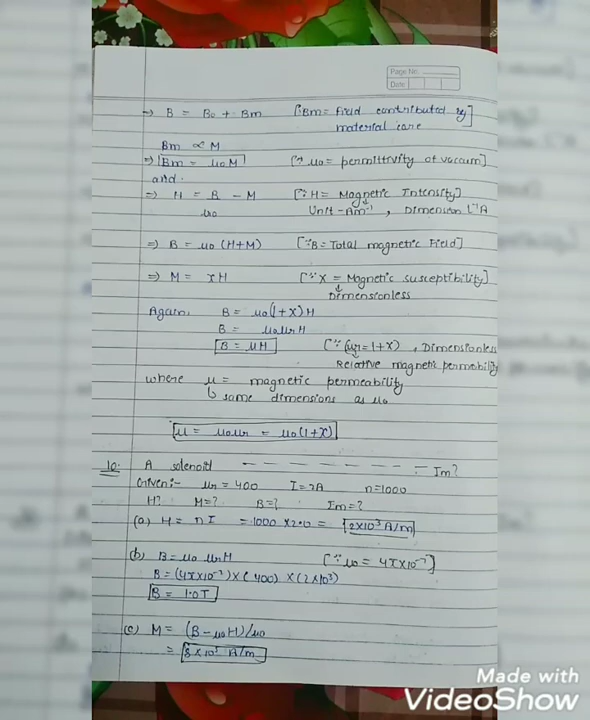 Page No.
Date
=> B = B₀ + Bm [∵ Bm = field contributed by]
material core
Bm ∝ M
=> Bm = μ₀M [∵ μ₀ = permittivity of vaccum]
and.
=> H = B/μ₀ - M [∵ H = Magnetic Intensity]
Unit - Am⁻¹, Dimension L⁻¹A
=> B = μ₀ (H+M) [∵ B = Total magnetic field]
=> M = χH [∵ χ = Magnetic susceptibility]
Dimensionless
Again, B = μ₀(1+χ)H
B = μ₀μrH
B = μH [∵ (μr = 1+χ), Dimensionless
Relative magnetic permeability
where μ = magnetic permeability
↳ same dimensions as μ₀
μ = μ₀μr = μ₀(1+χ)
10. A solenoid — — — — — — — Im?
Given:- μr = 400 I = 2A n=1000
H? M=? B=? Im=?
(a) H = nI = 1000 × 2.0 = 2×10³ A/m
(b) B = μ₀ μr H [∵ μ₀ = 4π×10⁻⁷]
B = (4π×10⁻⁷) × (400) × (2×10³)
B = 1.0T
(c) M = (B-μ₀H)/μ₀
= 8×10⁵ A/m
Made with
VideoShow